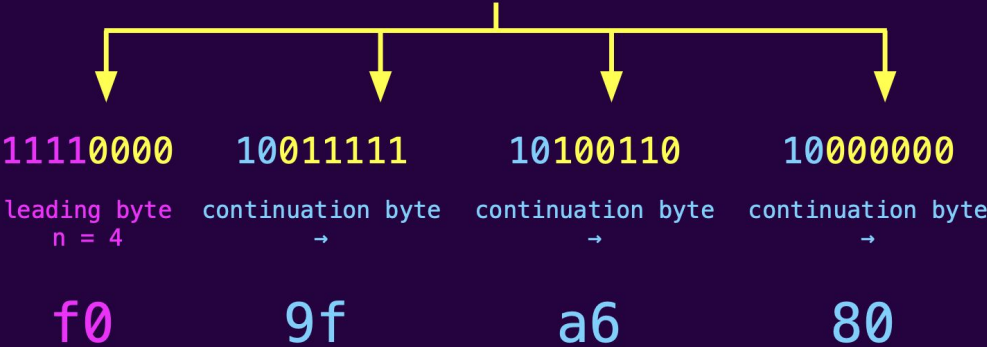 11110000 10011111 10100110 10000000
leading byte continuation byte continuation byte continuation byte
n = 4 → → →
f0 9f a6 80